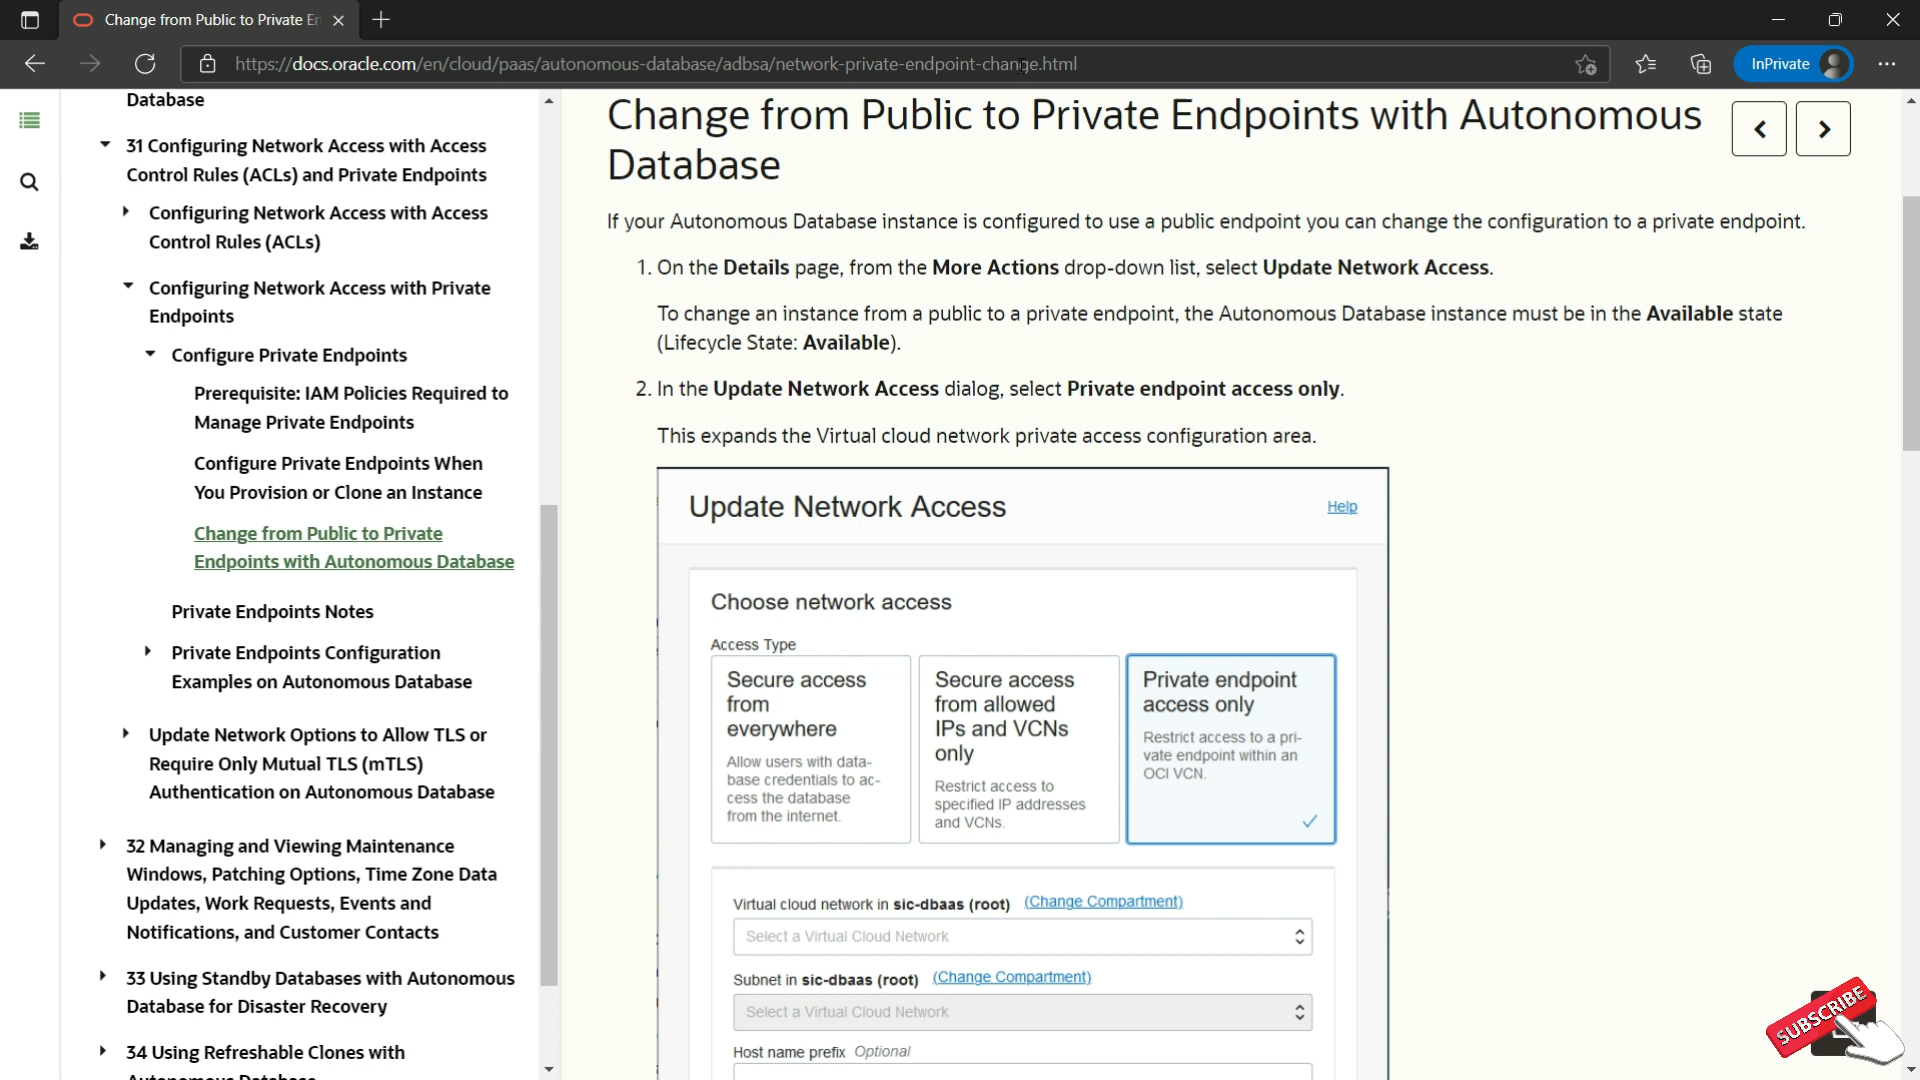 Change from Public to Private En
https://docs.oracle.com/en/cloud/paas/autonomous-database/adbsa/network-private-endpoint-change.html
InPrivate
Database
31 Configuring Network Access with Access
Control Rules (ACLs) and Private Endpoints
Configuring Network Access with Access
Control Rules (ACLs)
Configuring Network Access with Private
Endpoints
Configure Private Endpoints
Prerequisite: IAM Policies Required to
Manage Private Endpoints
Configure Private Endpoints When
You Provision or Clone an Instance
Change from Public to Private
Endpoints with Autonomous Database
Private Endpoints Notes
Private Endpoints Configuration
Examples on Autonomous Database
Update Network Options to Allow TLS or
Require Only Mutual TLS (mTLS)
Authentication on Autonomous Database
32 Managing and Viewing Maintenance
Windows, Patching Options, Time Zone Data
Updates, Work Requests, Events and
Notifications, and Customer Contacts
33 Using Standby Databases with Autonomous
Database for Disaster Recovery
34 Using Refreshable Clones with
Autonomous Database
Change from Public to Private Endpoints with Autonomous
Database
If your Autonomous Database instance is configured to use a public endpoint you can change the configuration to a private endpoint.
1. On the Details page, from the More Actions drop-down list, select Update Network Access.
To change an instance from a public to a private endpoint, the Autonomous Database instance must be in the Available state
(Lifecycle State: Available).
2. In the Update Network Access dialog, select Private endpoint access only.
This expands the Virtual cloud network private access configuration area.
Update Network Access
Help
Choose network access
Access Type
Secure access
from
everywhere
Allow users with data-
base credentials to ac-
cess the database
from the internet.
Secure access
from allowed
IPs and VCNs
only
Restrict access to
specified IP addresses
and VCNs.
Private endpoint
access only
Restrict access to a pri-
vate endpoint within an
OCI VCN.
Virtual cloud network in sic-dbaas (root) (Change Compartment)
Select a Virtual Cloud Network
Subnet in sic-dbaas (root) (Change Compartment)
Select a Virtual Cloud Network
Host name prefix Optional
SUBSCRIBE